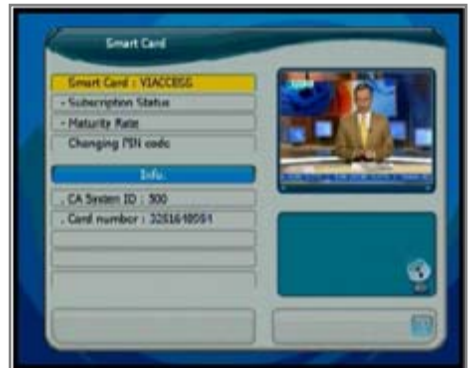 Smart Card
Smart Card : VIACCESS
- Subscription Status
- Maturity Rate
Changing PIN code
Info.
. CA System ID : 500
. Card number :